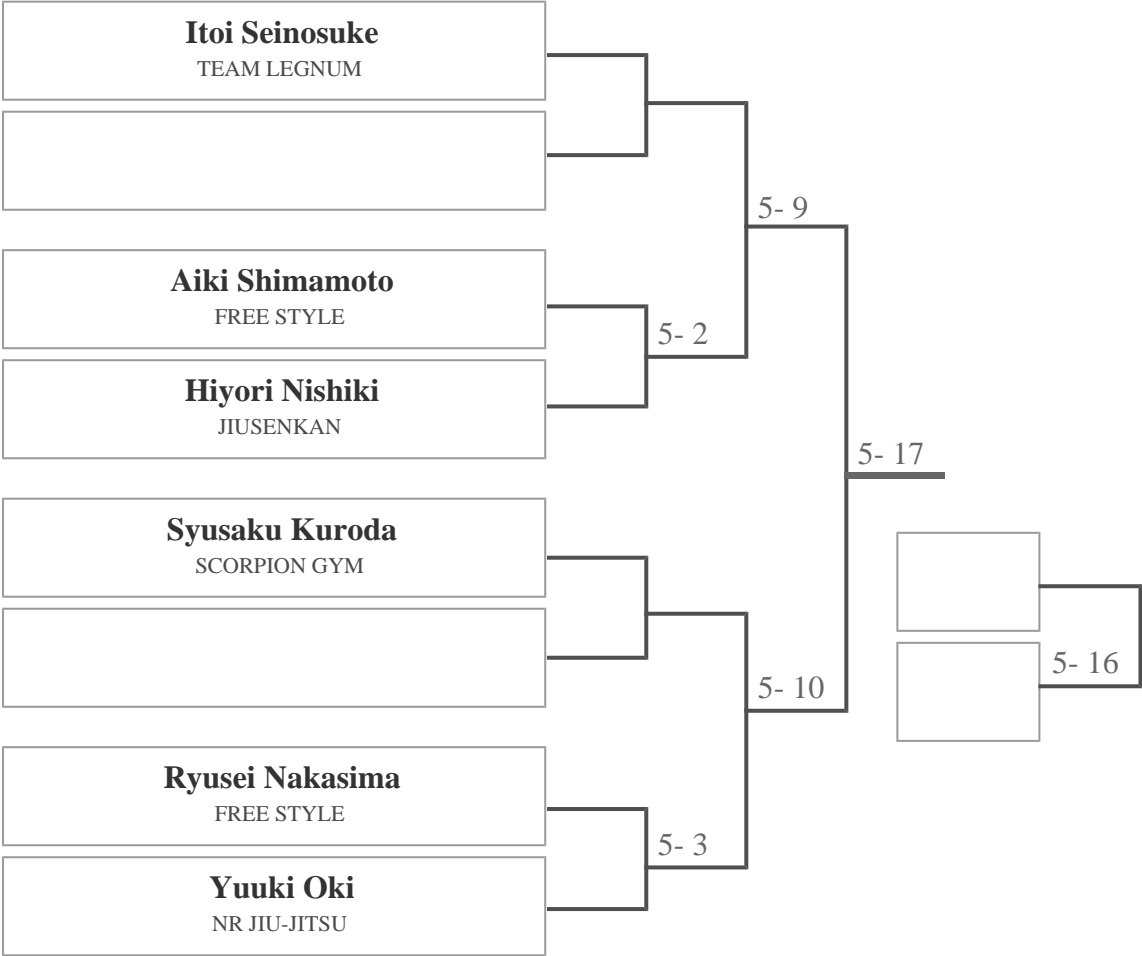 Itoi Seinosuke
TEAM LEGNUM
5- 9
Aiki Shimamoto
FREE STYLE
5- 2
Hiyori Nishiki
JIUSENKAN
5- 17
Syusaku Kuroda
SCORPION GYM
5- 16
5- 10
Ryusei Nakasima
FREE STYLE
5- 3
Yuuki Oki
NR JIU-JITSU